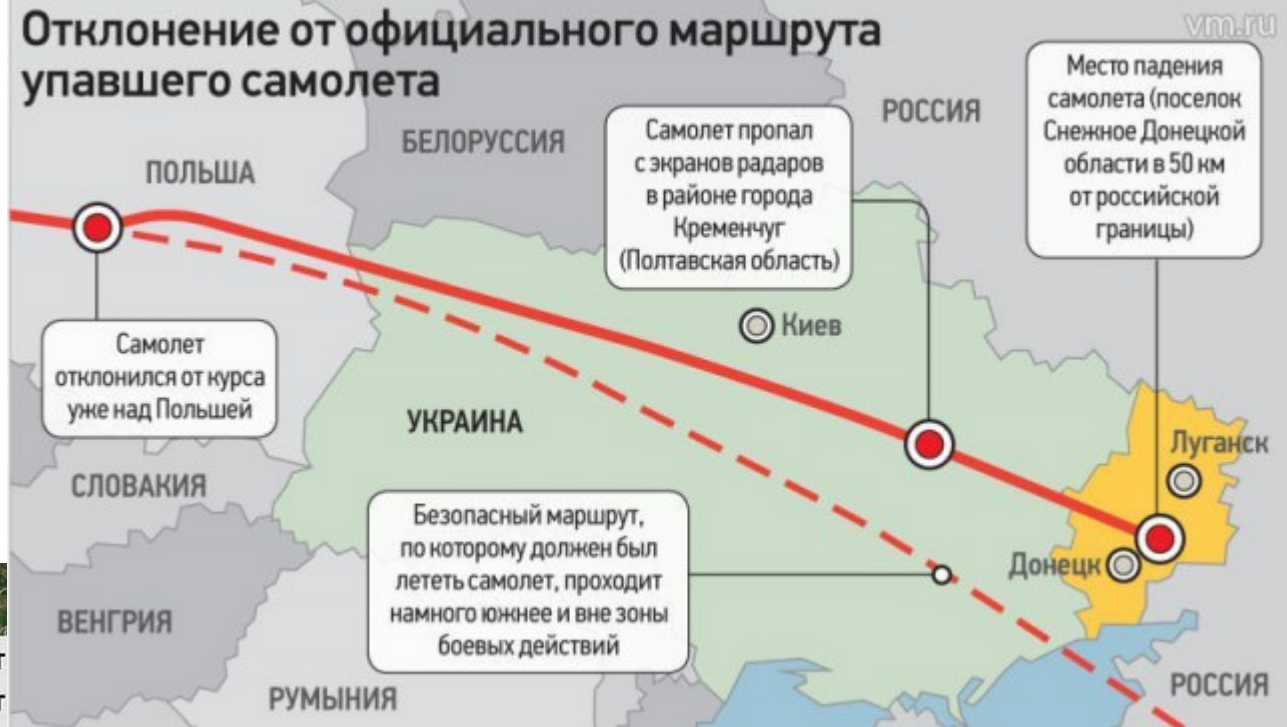 Отклонение от официального маршрута
упавшего самолета
vm.ru
Место падения
самолета (поселок
Снежное Донецкой
области в 50 км
от российской
границы)
РОССИЯ
БЕЛОРУССИЯ
Самолет пропал
с экранов радаров
в районе города
Кременчуг
(Полтавская область)
ПОЛЬША
Киев
Самолет
отклонился от курса
уже над Польшей
УКРАИНА
Луганск
СЛОВАКИЯ
Безопасный маршрут,
по которому должен был
лететь самолет, проходит
намного южнее и вне зоны
боевых действий
Донецк
ВЕНГРИЯ
РУМЫНИЯ
РОССИЯ